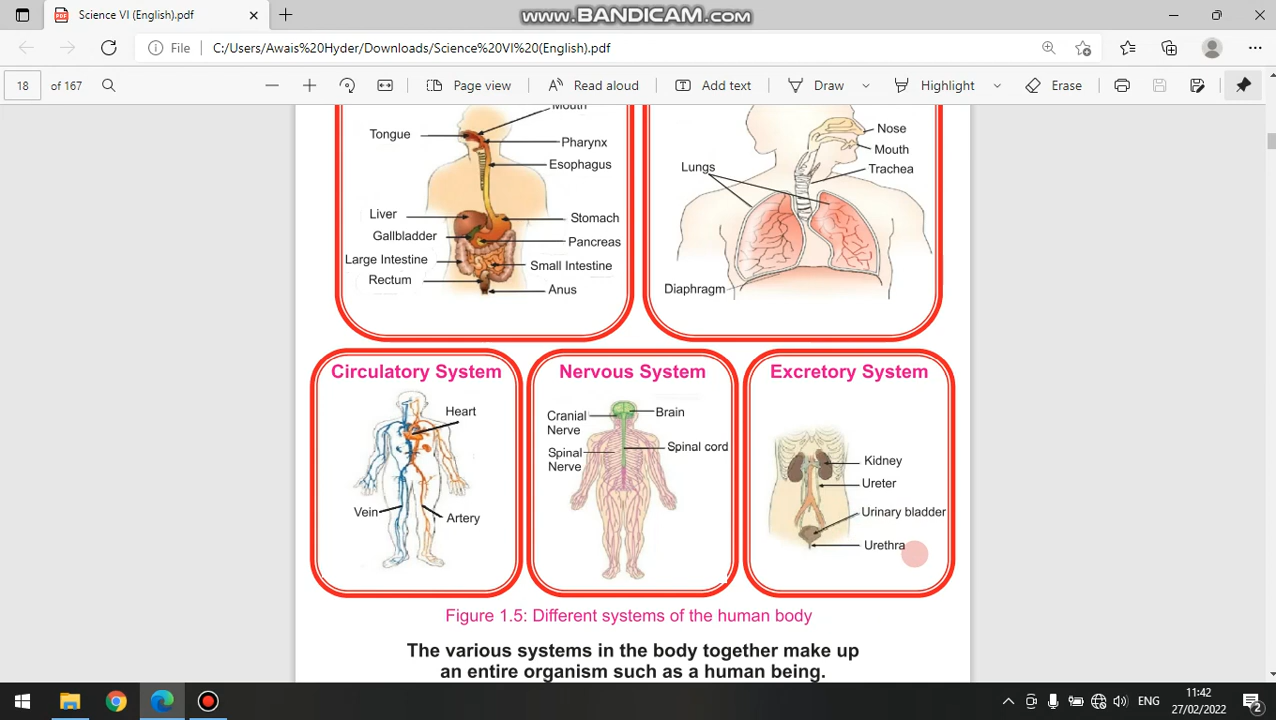 Science VI (English).pdf
www.BANDICAM.com
File
C:/Users/Awais%20Hyder/Downloads/Science%20VI%20(English).pdf
18 of 167
Page view
Read aloud
Add text
Draw
Highlight
Erase
Mouth
Tongue
Pharynx
Esophagus
Liver
Stomach
Gallbladder
Pancreas
Large Intestine
Small Intestine
Rectum
Anus
Nose
Mouth
Lungs
Trachea
Diaphragm
Circulatory System
Heart
Vein
Artery
Nervous System
Cranial
Nerve
Brain
Spinal
Nerve
Spinal cord
Excretory System
Kidney
Ureter
Urinary bladder
Urethra
Figure 1.5: Different systems of the human body
The various systems in the body together make up
an entire organism such as a human being.
ENG
11:42
27/02/2022
2